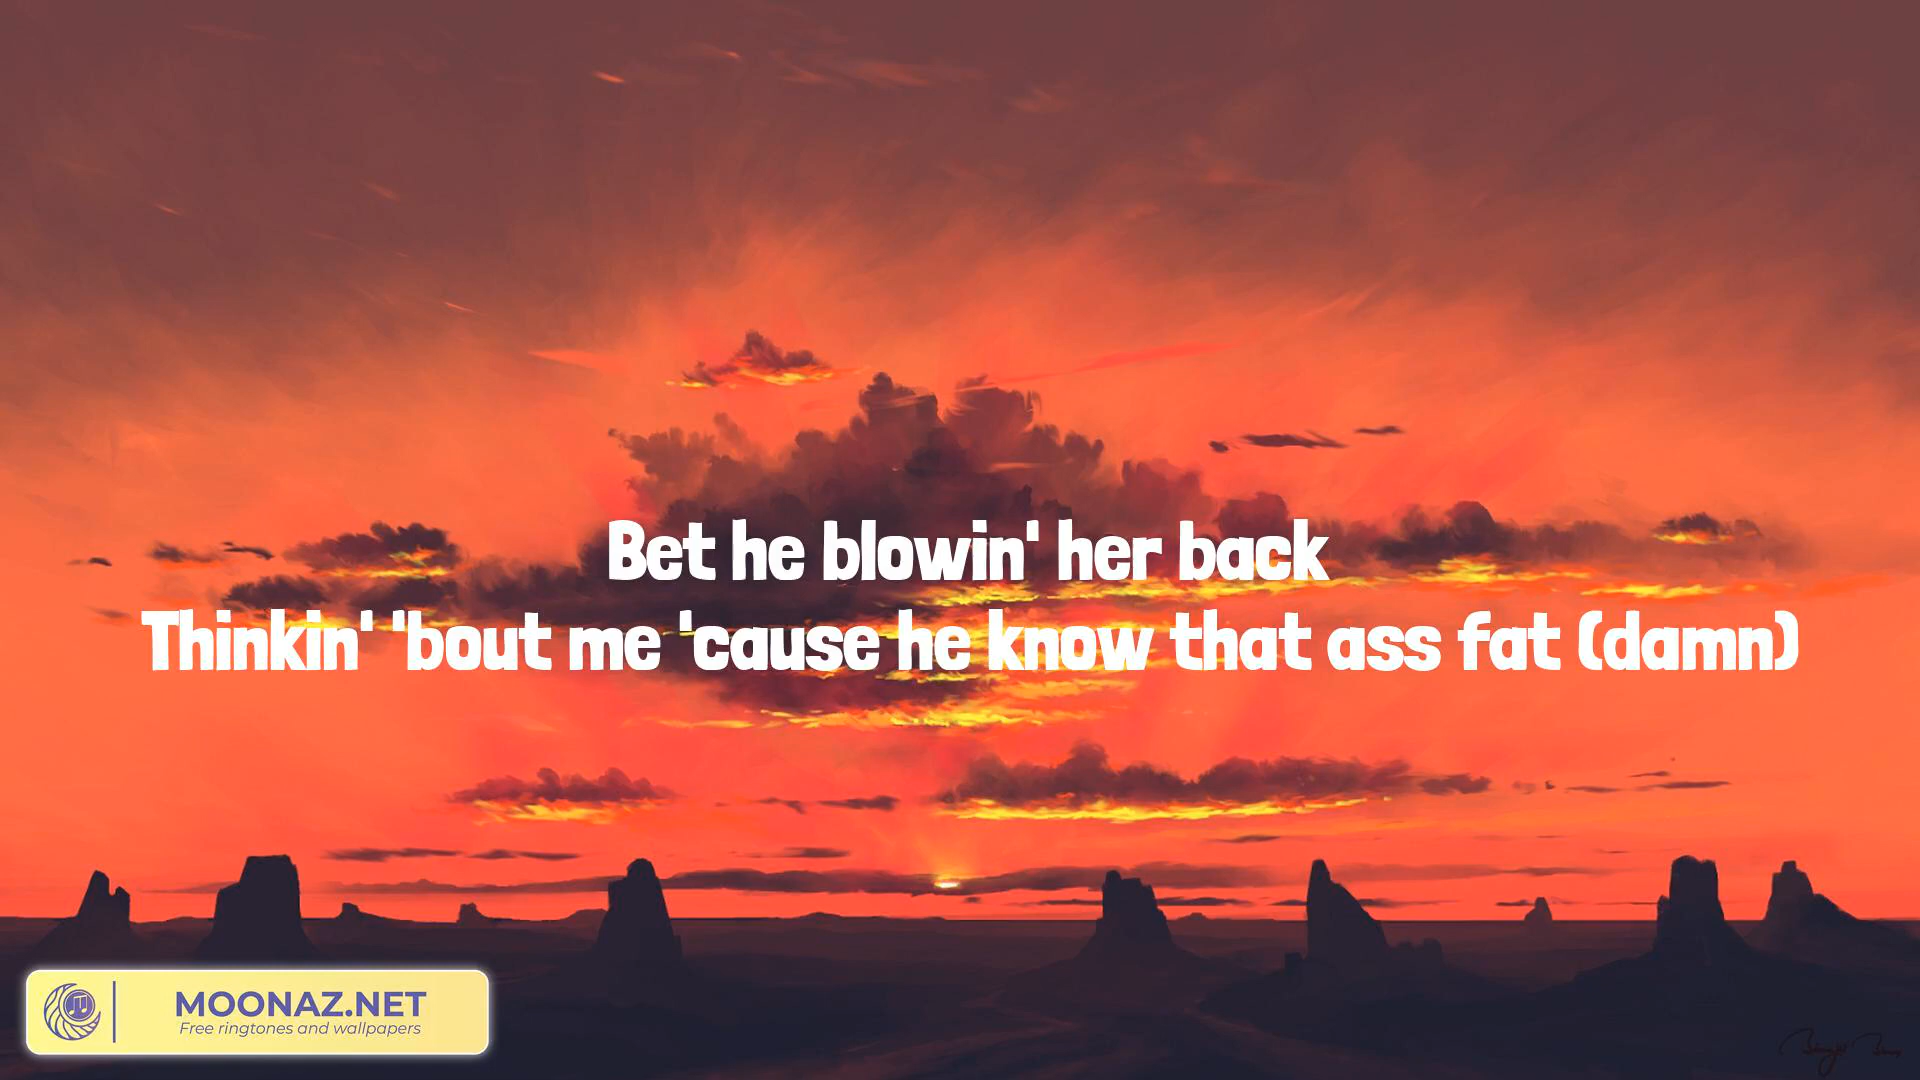 Bet he blowin' her back
Thinkin' 'bout me 'cause he know that ass fat (damn)
MOONAZ.NET
Free ringtones and wallpapers